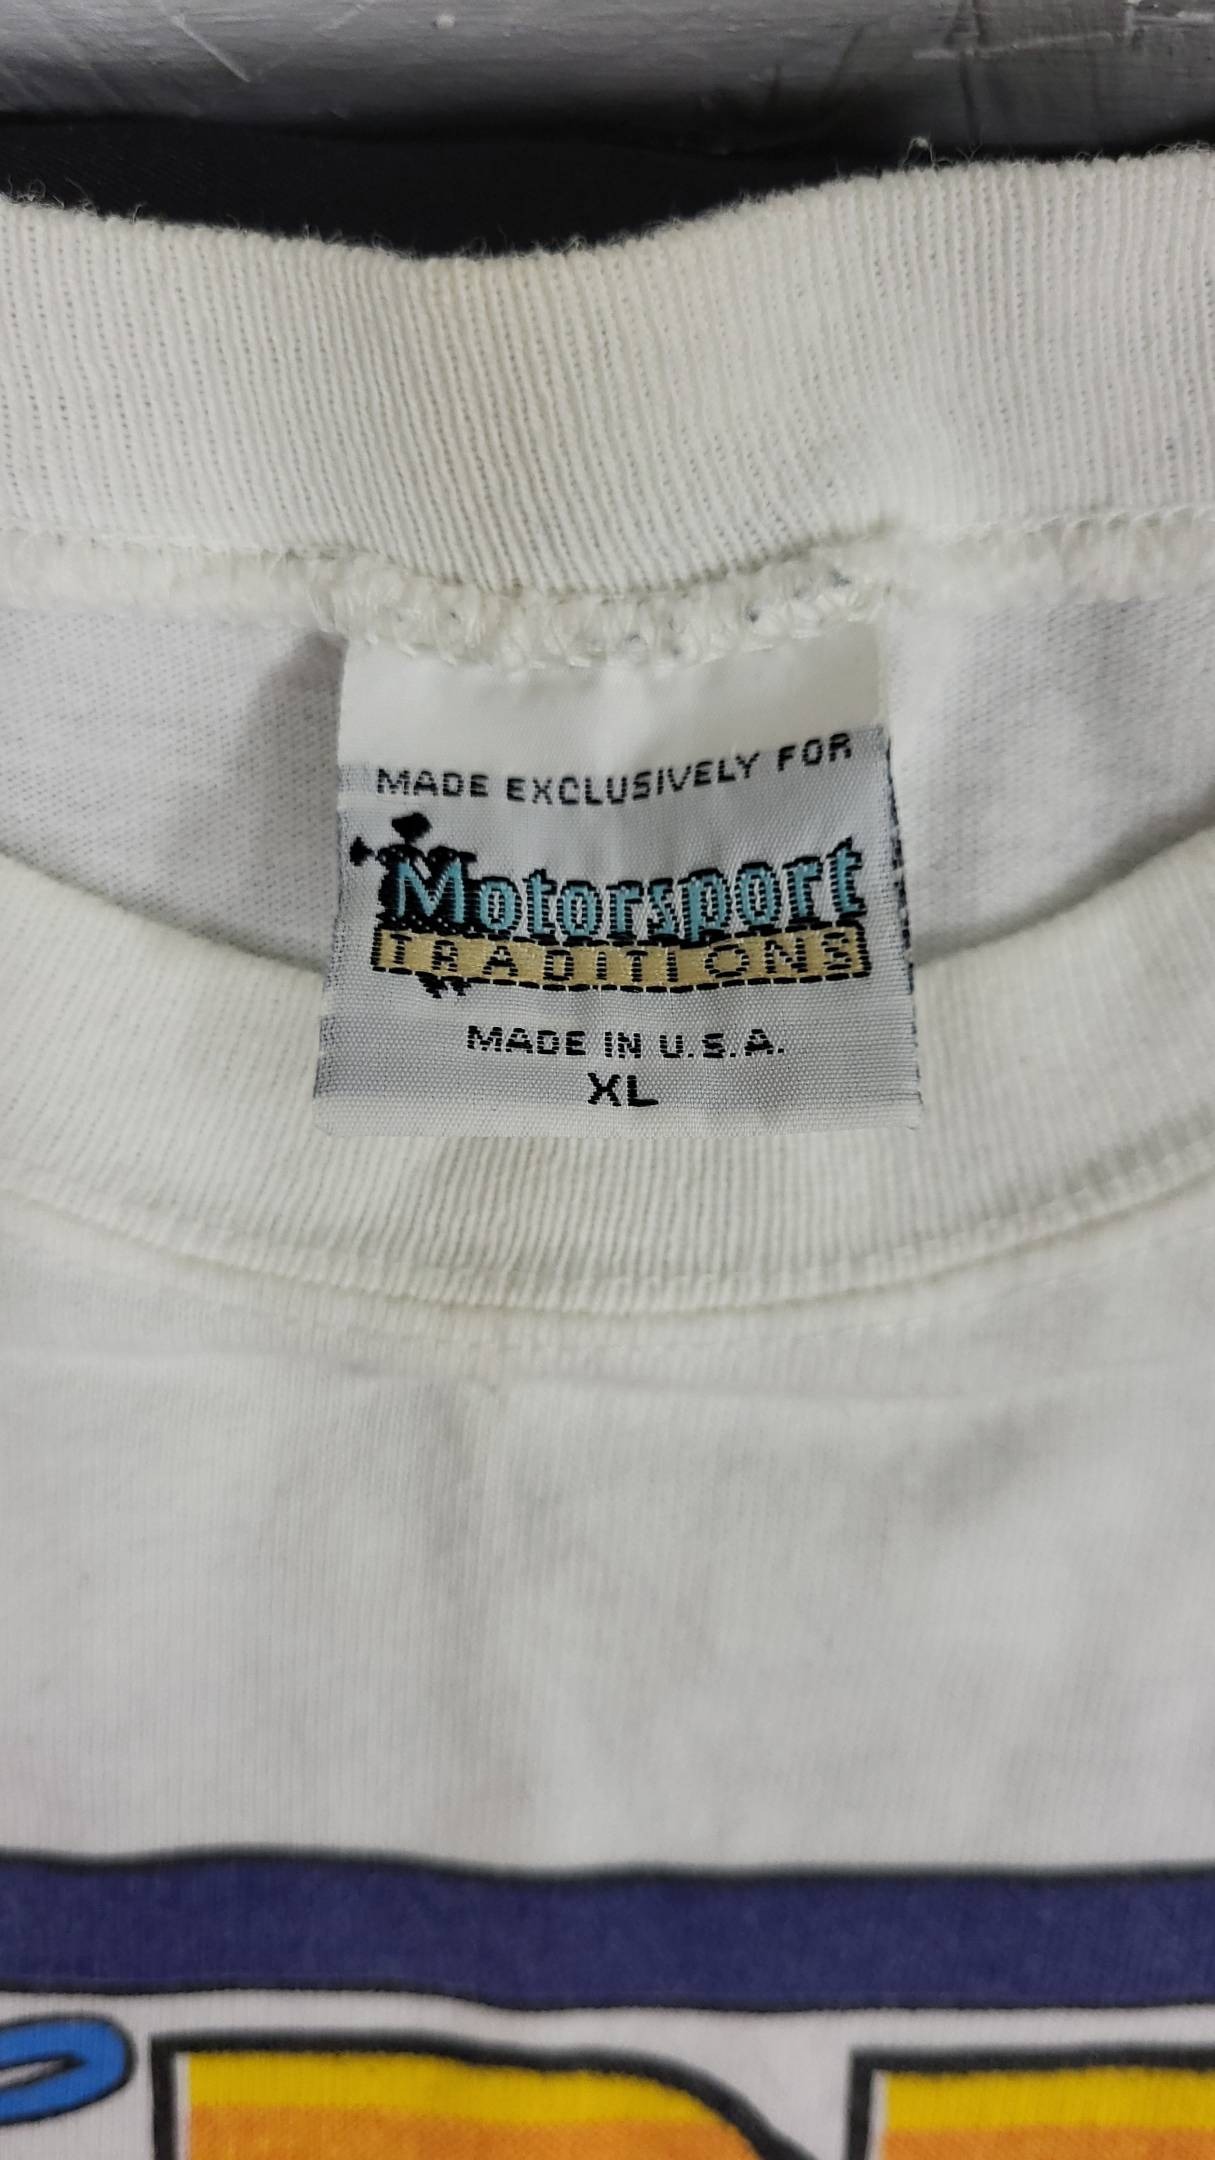 MADE EXCLUSIVELY FOR
Motorsport
TRADITIONS
MADE IN U.S.A.
XL